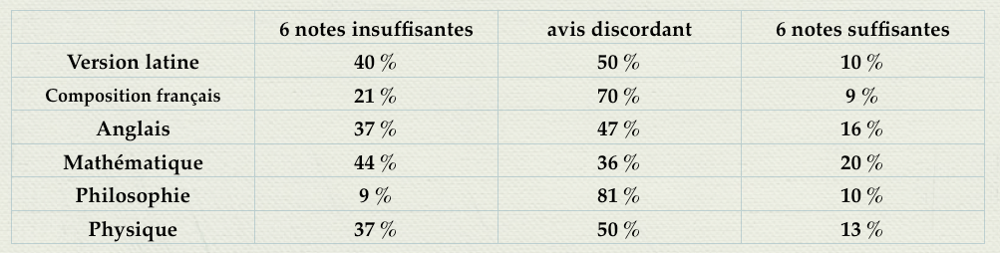 6 notes insuffisantes avis discordant 6 notes suffisantes
Version latine 40 % 50 % 10 %
Composition français 21 % 70 % 9 %
Anglais 37 % 47 % 16 %
Mathématique 44 % 36 % 20 %
Philosophie 9 % 81 % 10 %
Physique 37 % 50 % 13 %